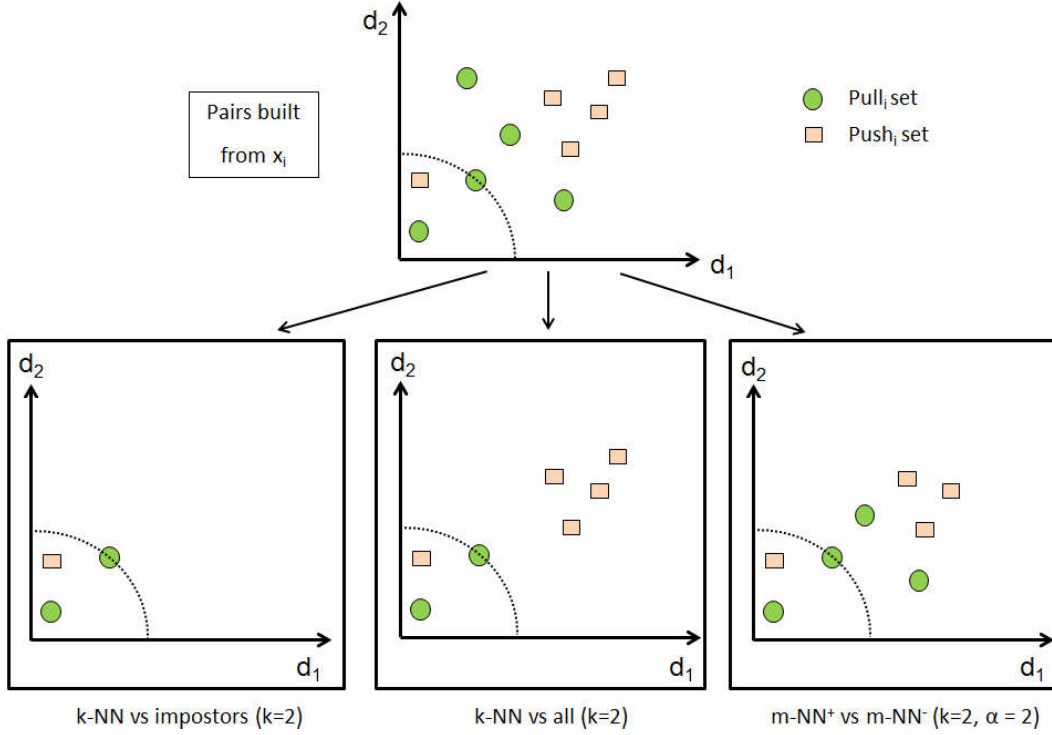 d₂
Pairs built
from xᵢ
Pullᵢ set
Pushᵢ set
d₁
d₂
d₁
d₂
d₁
d₂
d₁
k-NN vs impostors (k=2)
k-NN vs all (k=2)
m-NN⁺ vs m-NN⁻ (k=2, α = 2)